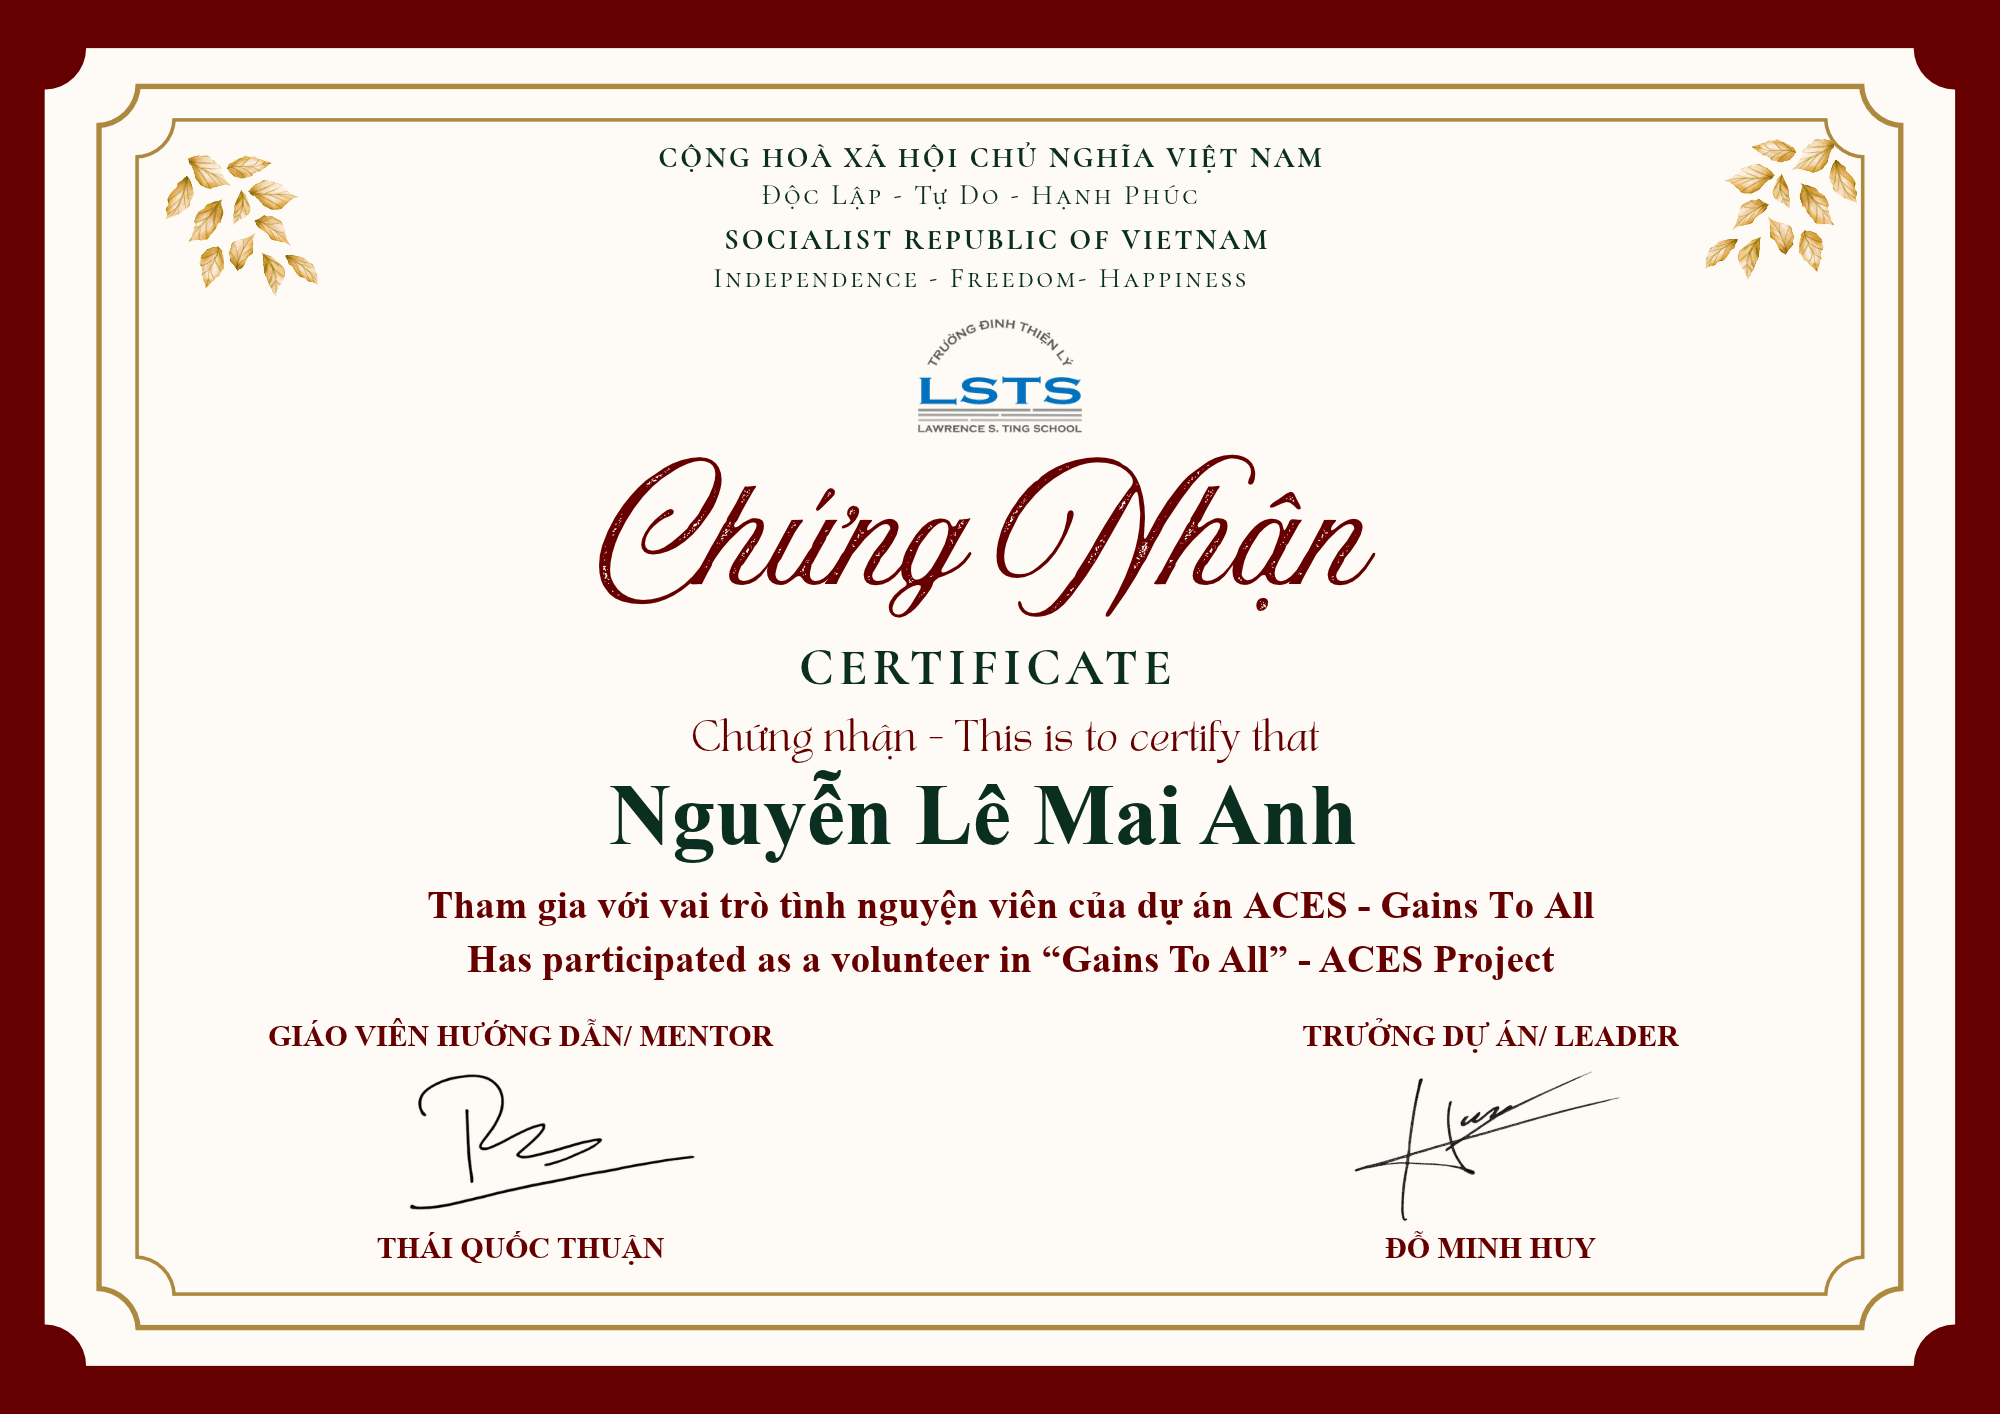 CỘNG HOÀ XÃ HỘI CHỦ NGHĨA VIỆT NAM
Độc Lập - Tự Do - Hạnh Phúc
SOCIALIST REPUBLIC OF VIETNAM
Independence - Freedom- Happiness
TRƯỜNG ĐINH THIỆN LÝ
LSTS
LAWRENCE S. TING SCHOOL
Chứng Nhận
CERTIFICATE
Chứng nhận - This is to certify that
Nguyễn Lê Mai Anh
Tham gia với vai trò tình nguyện viên của dự án ACES - Gains To All
Has participated as a volunteer in “Gains To All” - ACES Project
GIÁO VIÊN HƯỚNG DẪN/ MENTOR
TRƯỞNG DỰ ÁN/ LEADER
THÁI QUỐC THUẬN
ĐỖ MINH HUY